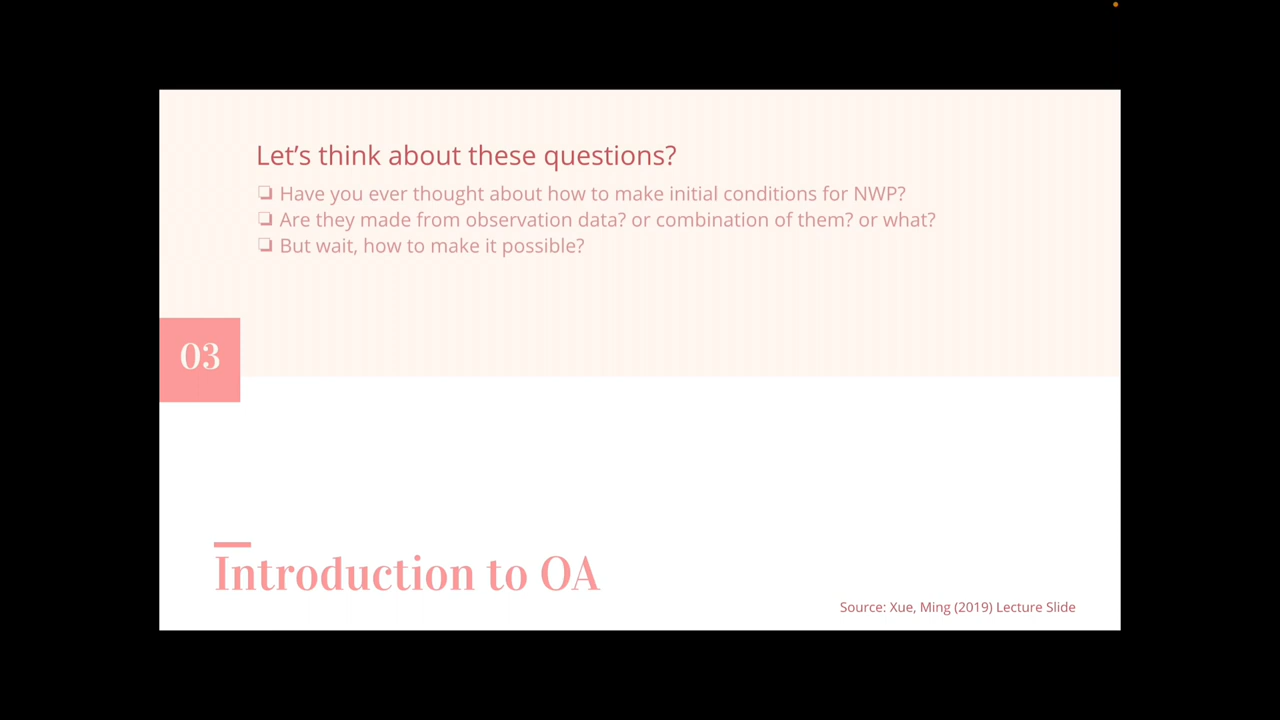 Let’s think about these questions?
❏ Have you ever thought about how to make initial conditions for NWP?
❏ Are they made from observation data? or combination of them? or what?
❏ But wait, how to make it possible?
03
Introduction to OA
Source: Xue, Ming (2019) Lecture Slide